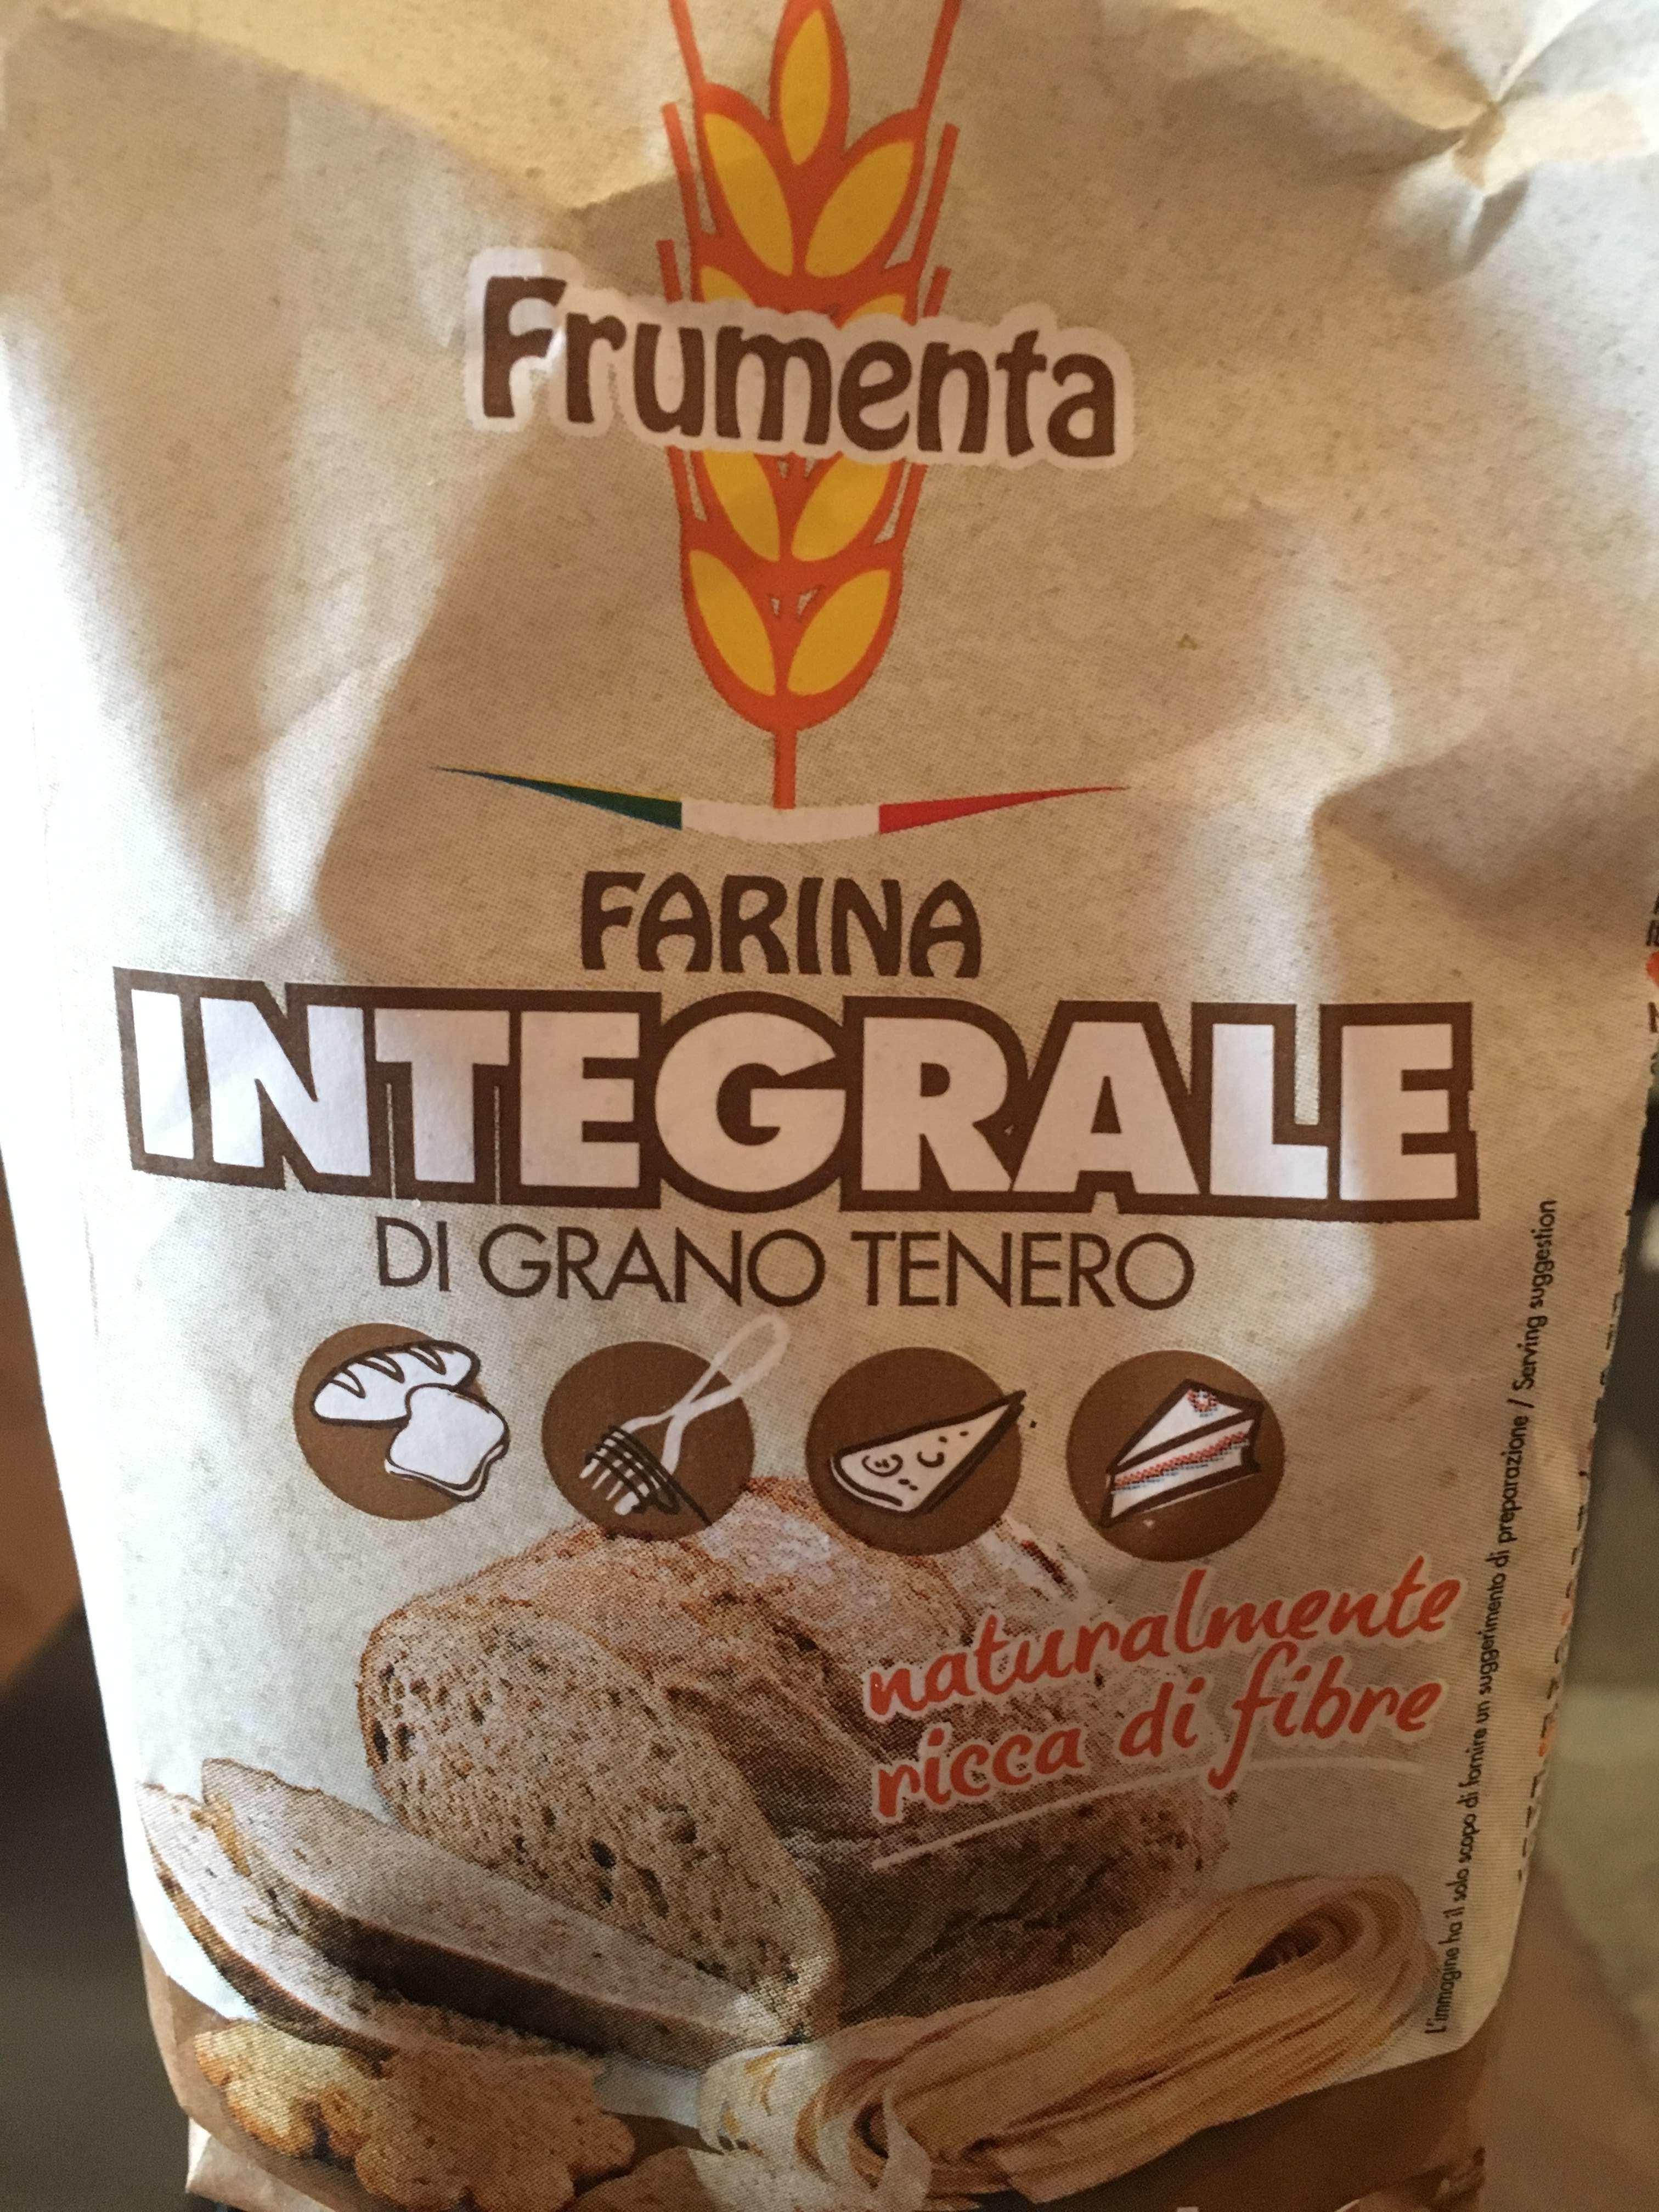 Frumenta
FARINA
INTEGRALE
DI GRANO TENERO
naturalmente
ricca di fibre
L'immagine ha il solo scopo di fornire un suggerimento di preparazione / Serving suggestion